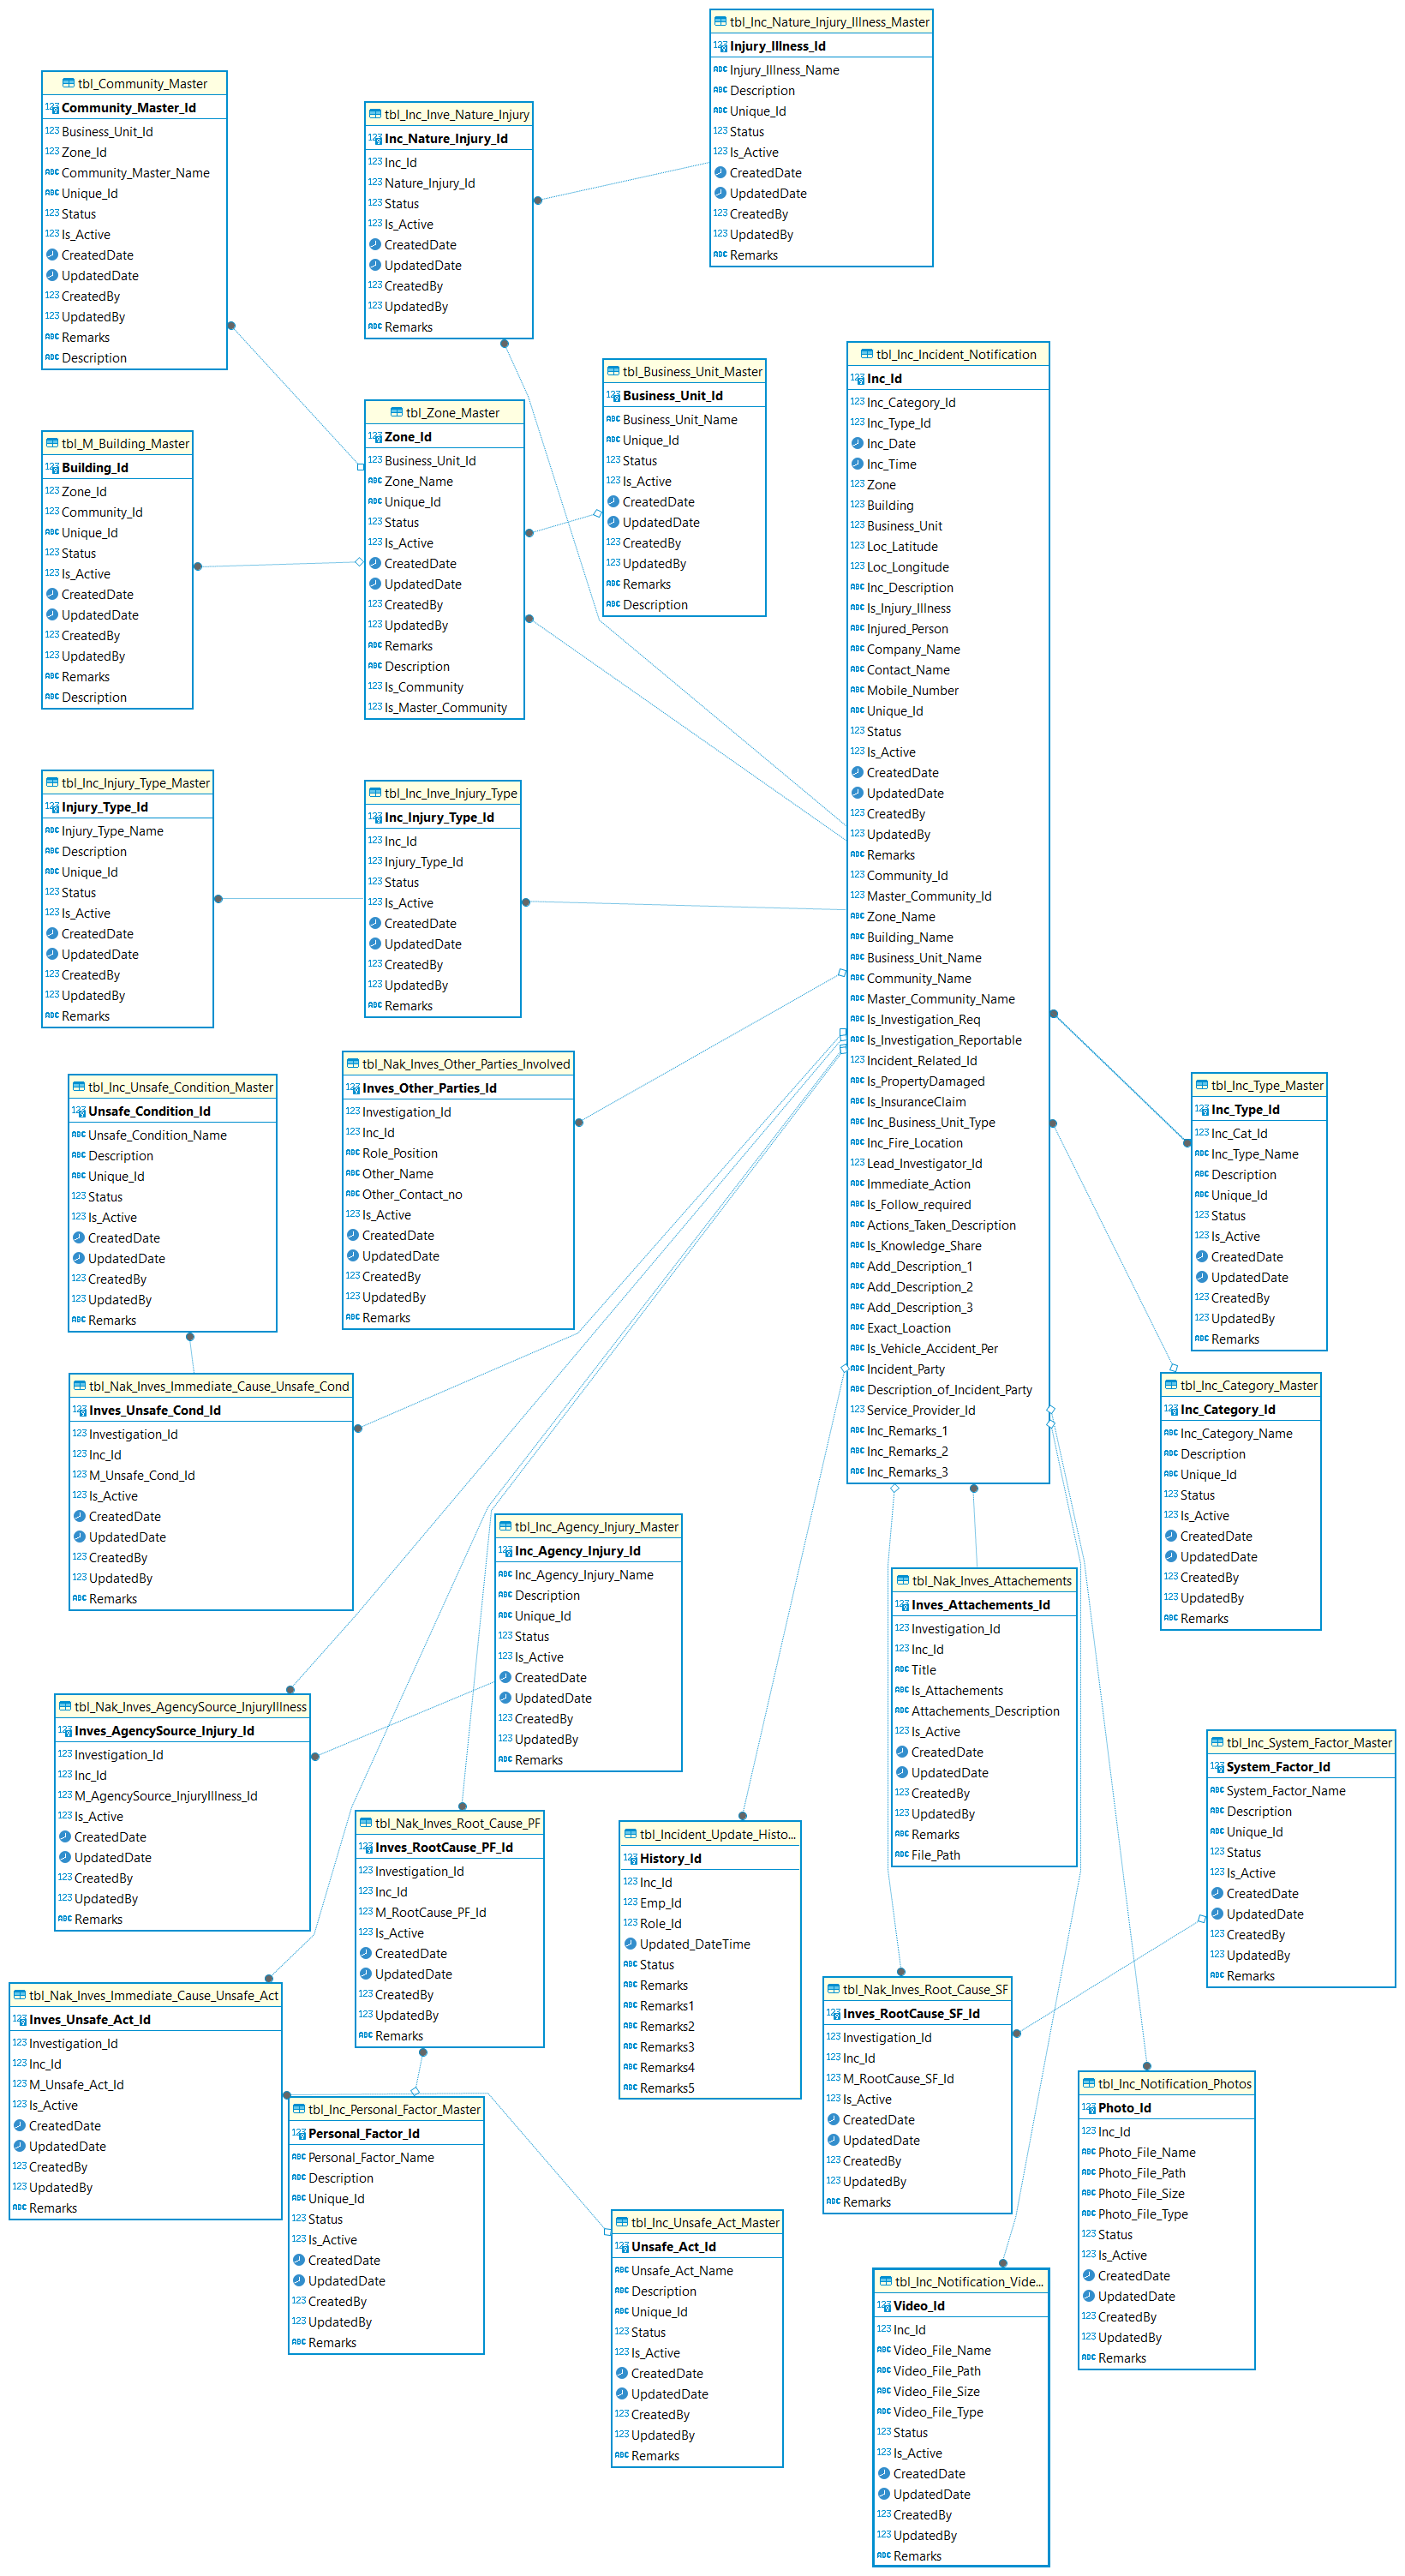 tbl_Inc_Nature_Injury_Illness_Master
Injury_Illness_Id
Injury_Illness_Name
Description
Unique_Id
Status
Is_Active
CreatedDate
UpdatedDate
CreatedBy
UpdatedBy
Remarks
tbl_Community_Master
Community_Master_Id
Business_Unit_Id
Zone_Id
Community_Master_Name
Unique_Id
Status
Is_Active
CreatedDate
UpdatedDate
CreatedBy
UpdatedBy
Remarks
Description
tbl_Inc_Inve_Nature_Injury
Inc_Nature_Injury_Id
Inc_Id
Nature_Injury_Id
Status
Is_Active
CreatedDate
UpdatedDate
CreatedBy
UpdatedBy
Remarks
tbl_Inc_Incident_Notification
Inc_Id
Inc_Category_Id
Inc_Type_Id
Inc_Date
Inc_Time
Zone
Building
Business_Unit
Loc_Latitude
Loc_Longitude
Inc_Description
Is_Injury_Illness
Injured_Person
Company_Name
Contact_Name
Mobile_Number
Unique_Id
Status
Is_Active
CreatedDate
UpdatedDate
CreatedBy
UpdatedBy
Remarks
Community_Id
Master_Community_Id
Zone_Name
Building_Name
Business_Unit_Name
Community_Name
Master_Community_Name
Is_Investigation_Req
Is_Investigation_Reportable
Incident_Related_Id
Is_PropertyDamaged
Is_InsuranceClaim
Inc_Business_Unit_Type
Inc_Fire_Location
Lead_Investigator_Id
Immediate_Action
Is_Follow_required
Actions_Taken_Description
Is_Knowledge_Share
Add_Description_1
Add_Description_2
Add_Description_3
Exact_Loaction
Is_Vehicle_Accident_Per
Incident_Party
Description_of_Incident_Party
Service_Provider_Id
Inc_Remarks_1
Inc_Remarks_2
Inc_Remarks_3
tbl_Business_Unit_Master
Business_Unit_Id
Business_Unit_Name
Unique_Id
Status
Is_Active
CreatedDate
UpdatedDate
CreatedBy
UpdatedBy
Remarks
Description
tbl_Zone_Master
Zone_Id
Business_Unit_Id
Zone_Name
Unique_Id
Status
Is_Active
CreatedDate
UpdatedDate
CreatedBy
UpdatedBy
Remarks
Description
Is_Community
Is_Master_Community
tbl_M_Building_Master
Building_Id
Zone_Id
Community_Id
Unique_Id
Status
Is_Active
CreatedDate
UpdatedDate
CreatedBy
UpdatedBy
Remarks
Description
tbl_Inc_Injury_Type_Master
Injury_Type_Id
Injury_Type_Name
Description
Unique_Id
Status
Is_Active
CreatedDate
UpdatedDate
CreatedBy
UpdatedBy
Remarks
tbl_Inc_Inve_Injury_Type
Inc_Injury_Type_Id
Inc_Id
Injury_Type_Id
Status
Is_Active
CreatedDate
UpdatedDate
CreatedBy
UpdatedBy
Remarks
tbl_Nak_Inves_Other_Parties_Involved
Inves_Other_Parties_Id
Investigation_Id
Inc_Id
Role_Position
Other_Name
Other_Contact_no
Is_Active
CreatedDate
UpdatedDate
CreatedBy
UpdatedBy
Remarks
tbl_Inc_Unsafe_Condition_Master
Unsafe_Condition_Id
Unsafe_Condition_Name
Description
Unique_Id
Status
Is_Active
CreatedDate
UpdatedDate
CreatedBy
UpdatedBy
Remarks
tbl_Inc_Type_Master
Inc_Type_Id
Inc_Cat_Id
Inc_Type_Name
Description
Unique_Id
Status
Is_Active
CreatedDate
UpdatedDate
CreatedBy
UpdatedBy
Remarks
tbl_Nak_Inves_Immediate_Cause_Unsafe_Cond
Inves_Unsafe_Cond_Id
Investigation_Id
Inc_Id
M_Unsafe_Cond_Id
Is_Active
CreatedDate
UpdatedDate
CreatedBy
UpdatedBy
Remarks
tbl_Inc_Category_Master
Inc_Category_Id
Inc_Category_Name
Description
Unique_Id
Status
Is_Active
CreatedDate
UpdatedDate
CreatedBy
UpdatedBy
Remarks
tbl_Inc_Agency_Injury_Master
Inc_Agency_Injury_Id
Inc_Agency_Injury_Name
Description
Unique_Id
Status
Is_Active
CreatedDate
UpdatedDate
CreatedBy
UpdatedBy
Remarks
tbl_Nak_Inves_Attachements
Inves_Attachements_Id
Investigation_Id
Inc_Id
Title
Is_Attachements
Attachements_Description
Is_Active
CreatedDate
UpdatedDate
CreatedBy
UpdatedBy
Remarks
File_Path
tbl_Nak_Inves_AgencySource_InjuryIllness
Inves_AgencySource_Injury_Id
Investigation_Id
Inc_Id
M_AgencySource_InjuryIllness_Id
Is_Active
CreatedDate
UpdatedDate
CreatedBy
UpdatedBy
Remarks
tbl_Inc_System_Factor_Master
System_Factor_Id
System_Factor_Name
Description
Unique_Id
Status
Is_Active
CreatedDate
UpdatedDate
CreatedBy
UpdatedBy
Remarks
tbl_Nak_Inves_Root_Cause_PF
Inves_RootCause_PF_Id
Investigation_Id
Inc_Id
M_RootCause_PF_Id
Is_Active
CreatedDate
UpdatedDate
CreatedBy
UpdatedBy
Remarks
tbl_Incident_Update_Histo...
History_Id
Inc_Id
Emp_Id
Role_Id
Updated_DateTime
Status
Remarks
Remarks1
Remarks2
Remarks3
Remarks4
Remarks5
tbl_Nak_Inves_Immediate_Cause_Unsafe_Act
Inves_Unsafe_Act_Id
Investigation_Id
Inc_Id
M_Unsafe_Act_Id
Is_Active
CreatedDate
UpdatedDate
CreatedBy
UpdatedBy
Remarks
tbl_Nak_Inves_Root_Cause_SF
Inves_RootCause_SF_Id
Investigation_Id
Inc_Id
M_RootCause_SF_Id
Is_Active
CreatedDate
UpdatedDate
CreatedBy
UpdatedBy
Remarks
tbl_Inc_Notification_Photos
Photo_Id
Inc_Id
Photo_File_Name
Photo_File_Path
Photo_File_Size
Photo_File_Type
Status
Is_Active
CreatedDate
UpdatedDate
CreatedBy
UpdatedBy
Remarks
tbl_Inc_Personal_Factor_Master
Personal_Factor_Id
Personal_Factor_Name
Description
Unique_Id
Status
Is_Active
CreatedDate
UpdatedDate
CreatedBy
UpdatedBy
Remarks
tbl_Inc_Unsafe_Act_Master
Unsafe_Act_Id
Unsafe_Act_Name
Description
Unique_Id
Status
Is_Active
CreatedDate
UpdatedDate
CreatedBy
UpdatedBy
Remarks
tbl_Inc_Notification_Vide...
Video_Id
Inc_Id
Video_File_Name
Video_File_Path
Video_File_Size
Video_File_Type
Status
Is_Active
CreatedDate
UpdatedDate
CreatedBy
UpdatedBy
Remarks